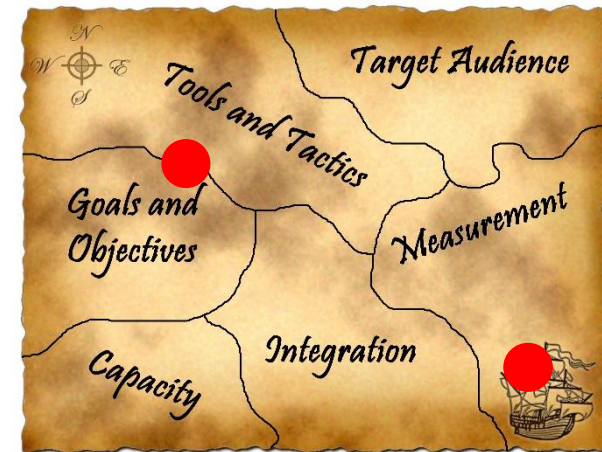 N
W E
S
Target Audience
Tools and Tactics
Goals and
Objectives
Measurement
Integration
Capacity